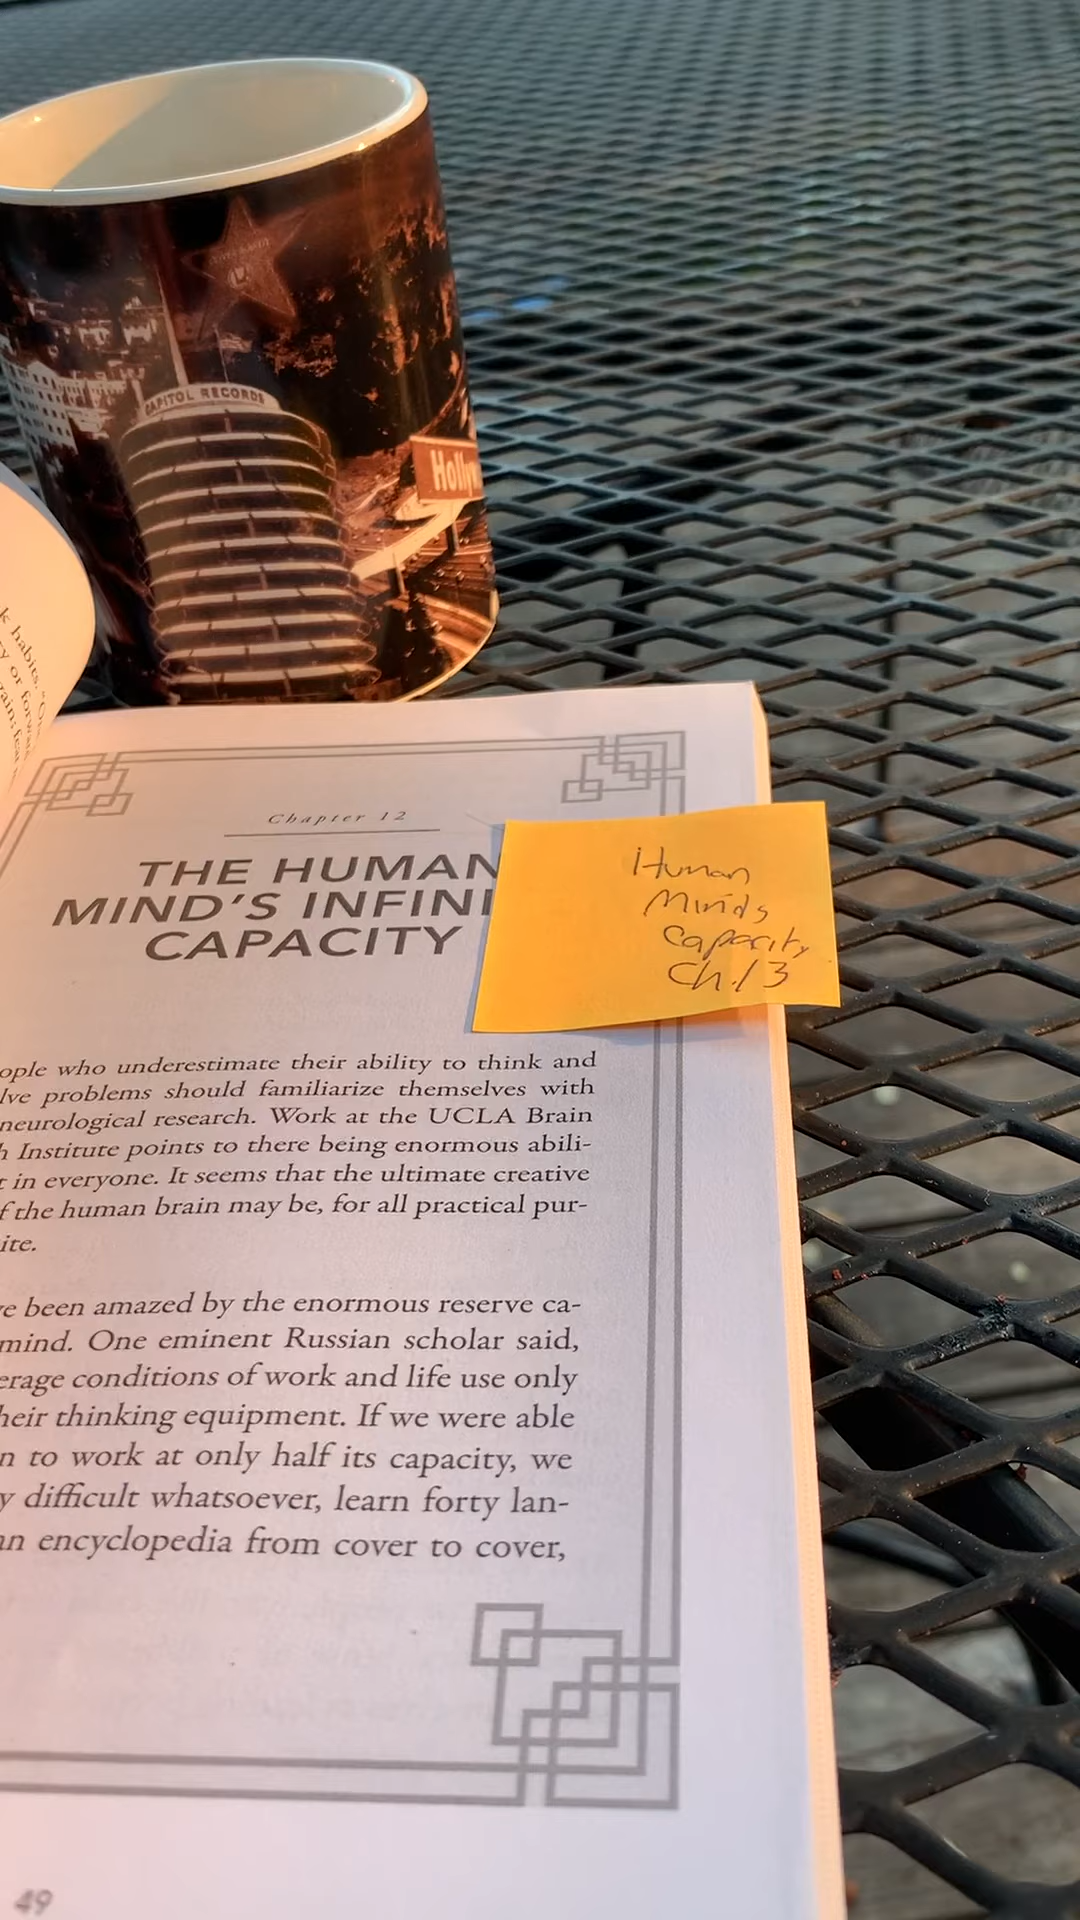 CAPITOL RECORDS
Hollyw
k habits.
y or forwa
Chapter 12
THE HUMAN
MIND'S INFINI
CAPACITY
Human
Minds
Capacity
Ch.13
ople who underestimate their ability to think and
lve problems should familiarize themselves with
neurological research. Work at the UCLA Brain
h Institute points to there being enormous abili-
t in everyone. It seems that the ultimate creative
f the human brain may be, for all practical pur-
ite.
ve been amazed by the enormous reserve ca-
mind. One eminent Russian scholar said,
erage conditions of work and life use only
heir thinking equipment. If we were able
n to work at only half its capacity, we
y difficult whatsoever, learn forty lan-
an encyclopedia from cover to cover,
49